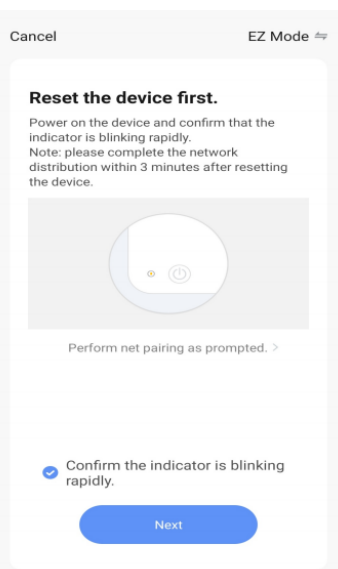 Cancel
EZ Mode
Reset the device first.
Power on the device and confirm that the
indicator is blinking rapidly.
Note: please complete the network
distribution within 3 minutes after resetting
the device.
Perform net pairing as prompted. >
Confirm the indicator is blinking
rapidly.
Next